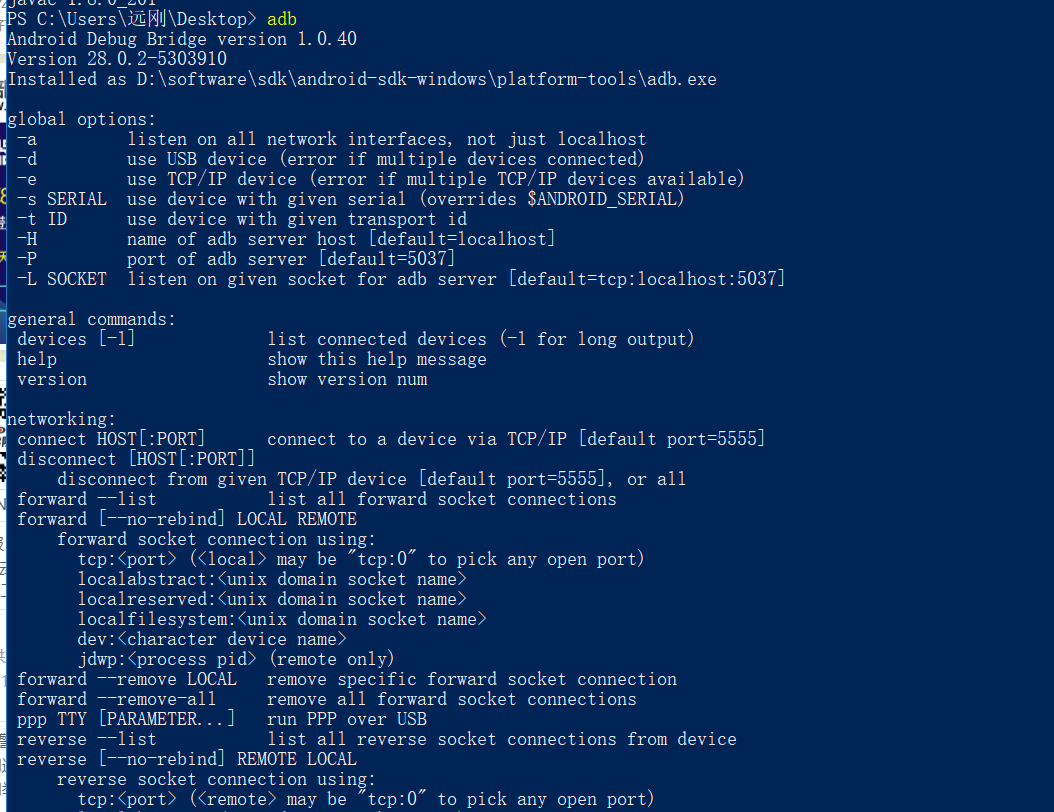 javac 1.8.0_201
PS C:\Users\远刚\Desktop> adb
Android Debug Bridge version 1.0.40
Version 28.0.2-5303910
Installed as D:\software\sdk\android-sdk-windows\platform-tools\adb.exe
global options:
-a listen on all network interfaces, not just localhost
-d use USB device (error if multiple devices connected)
-e use TCP/IP device (error if multiple TCP/IP devices available)
-s SERIAL use device with given serial (overrides $ANDROID_SERIAL)
-t ID use device with given transport id
-H name of adb server host [default=localhost]
-P port of adb server [default=5037]
-L SOCKET listen on given socket for adb server [default=tcp:localhost:5037]
general commands:
devices [-l] list connected devices (-l for long output)
help show this help message
version show version num
networking:
connect HOST[:PORT] connect to a device via TCP/IP [default port=5555]
disconnect [HOST[:PORT]]
disconnect from given TCP/IP device [default port=5555], or all
forward --list list all forward socket connections
forward [--no-rebind] LOCAL REMOTE
forward socket connection using:
tcp:<port> (<local> may be "tcp:0" to pick any open port)
localabstract:<unix domain socket name>
localreserved:<unix domain socket name>
localfilesystem:<unix domain socket name>
dev:<character device name>
jdwp:<process pid> (remote only)
forward --remove LOCAL remove specific forward socket connection
forward --remove-all remove all forward socket connections
ppp TTY [PARAMETER...] run PPP over USB
reverse --list list all reverse socket connections from device
reverse [--no-rebind] REMOTE LOCAL
reverse socket connection using:
tcp:<port> (<remote> may be "tcp:0" to pick any open port)